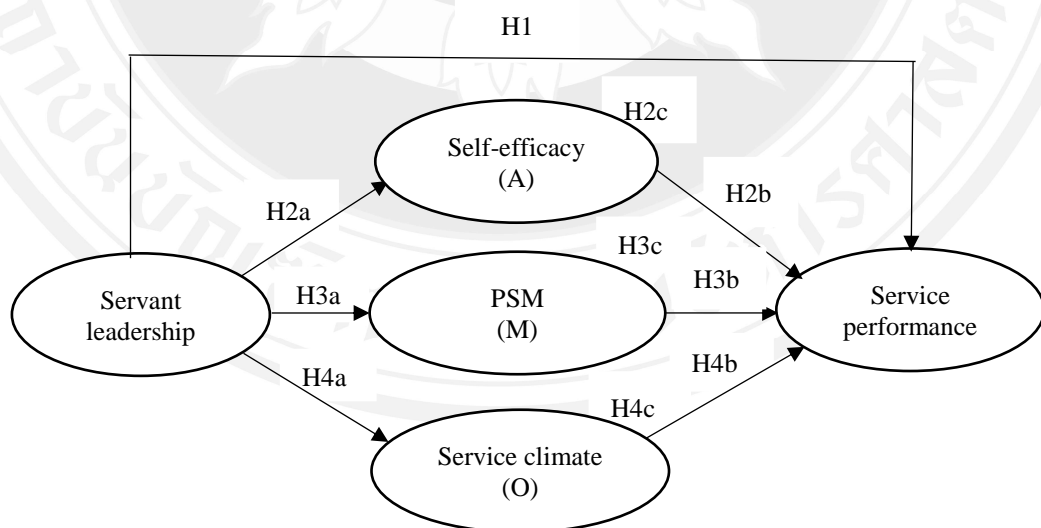 H1
H2c
Self-efficacy
(A)
H2a
H2b
H3c
Servant
leadership
H3a
PSM
(M)
H3b
Service
performance
H4a
H4b
H4c
Service climate
(O)